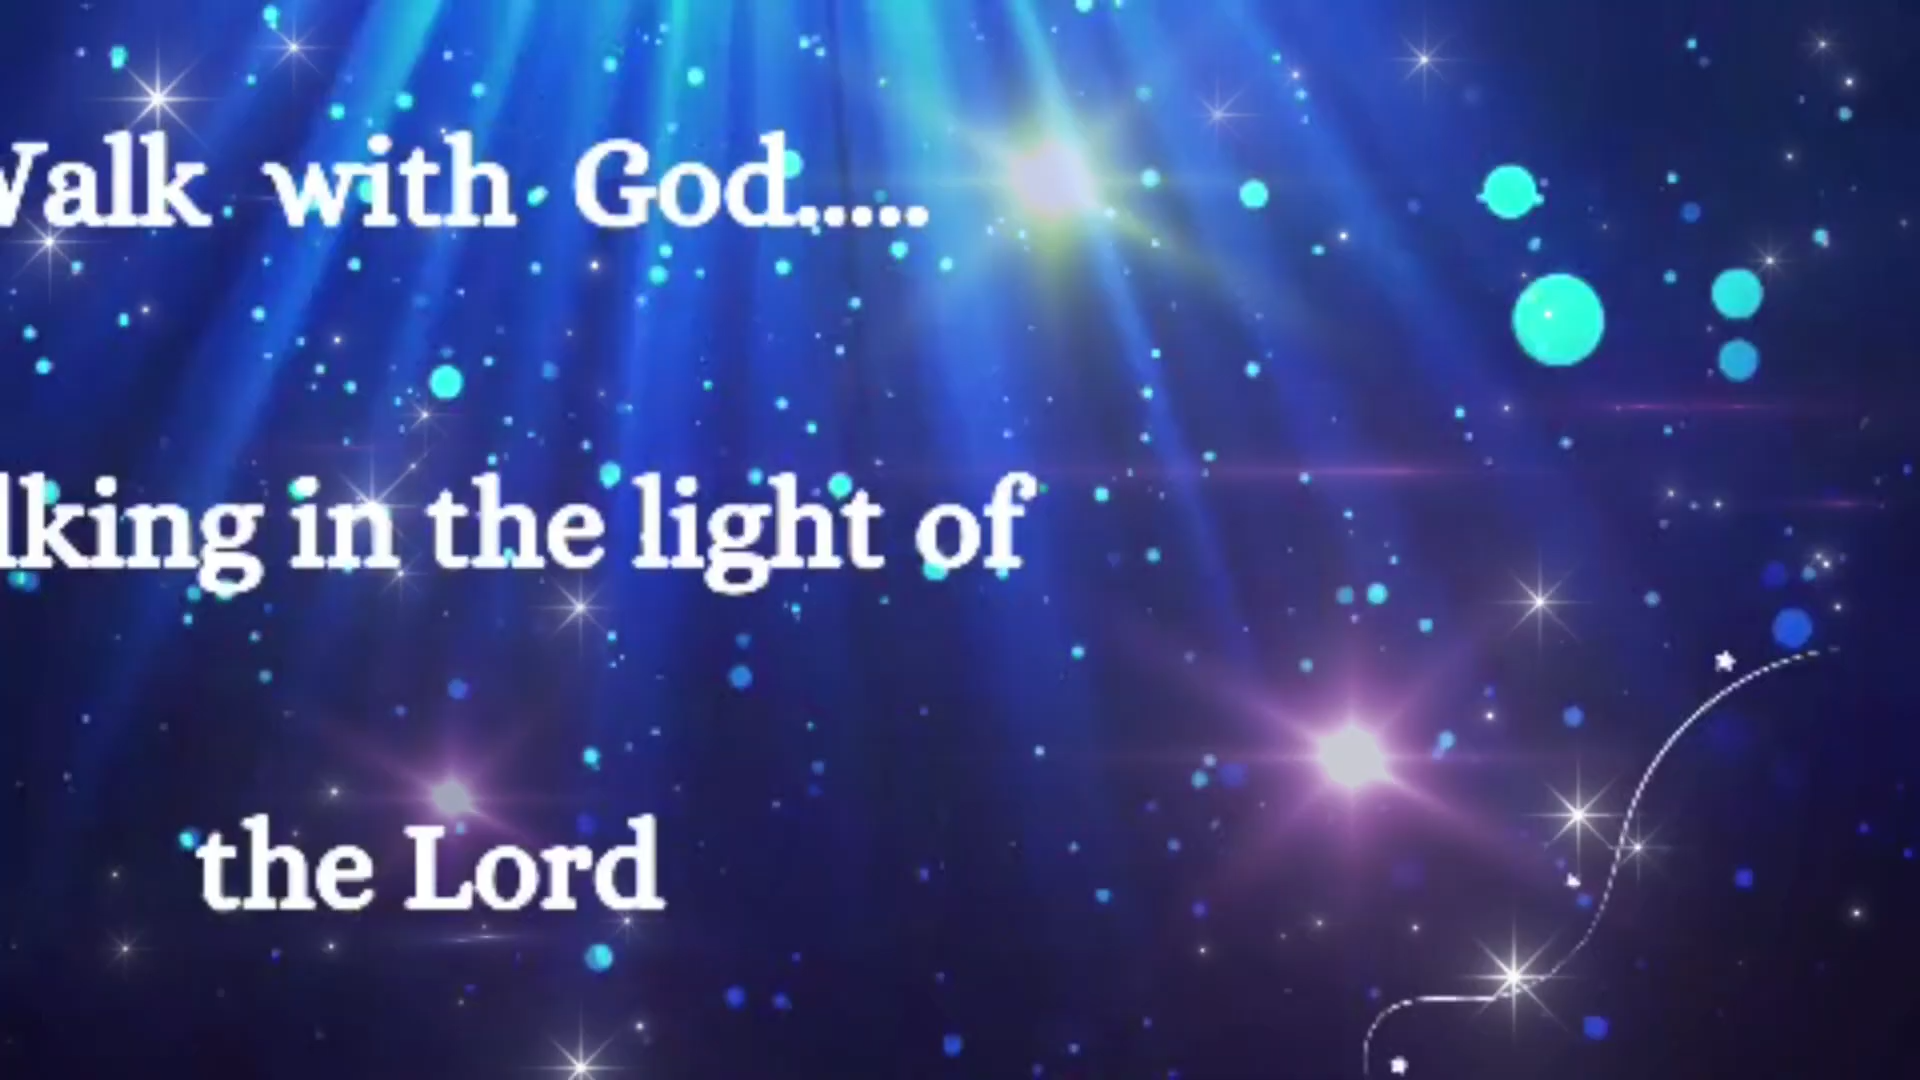 Walk with God.....
lking in the light of
the Lord